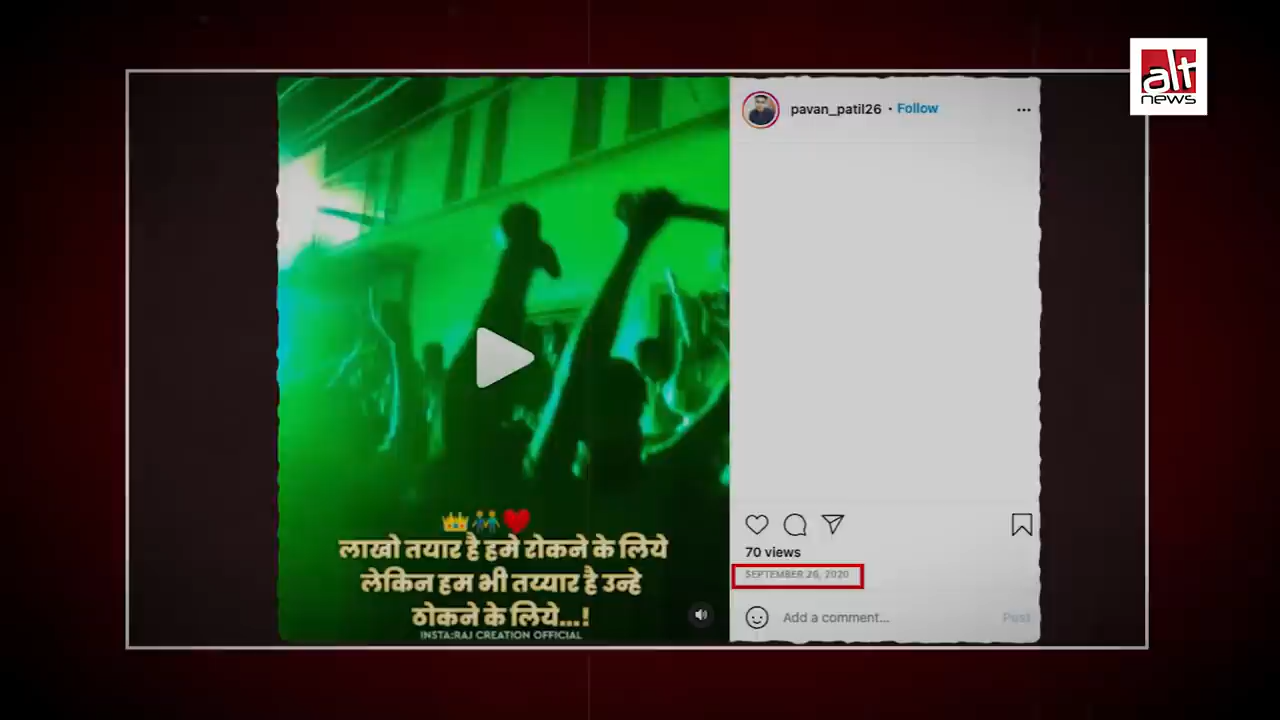 alt
news
pavan_patil26 • Follow
लाखो तयार है हमे रोकने के लिये
लेकिन हम भी तय्यार है उन्हे
ठोकने के लिये...!
INSTA:RAJ CREATION OFFICIAL
70 views
SEPTEMBER 26, 2020
Add a comment...
Post